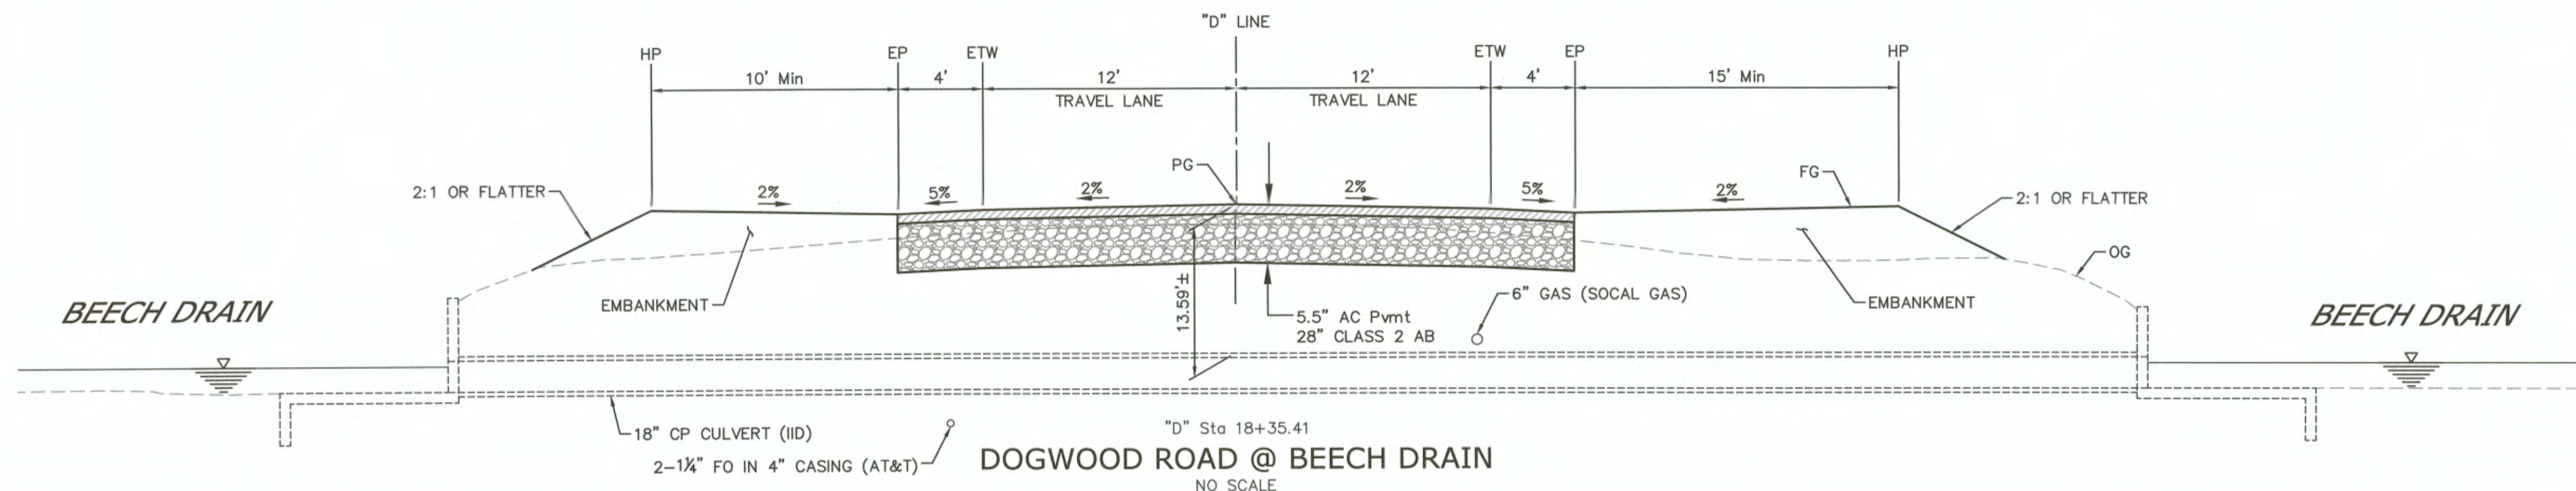 "D" LINE
HP EP ETW ETW EP HP
10' Min 4' 12' 12' 4' 15' Min
TRAVEL LANE TRAVEL LANE
PG
FG
2:1 OR FLATTER 2% 5% 2% 2% 5% 2% 2:1 OR FLATTER
OG
EMBANKMENT
13.59'±
6" GAS (SOCAL GAS)
EMBANKMENT
BEECH DRAIN
5.5" AC Pvmt
28" CLASS 2 AB
BEECH DRAIN
18" CP CULVERT (IID)
2-1¼" FO IN 4" CASING (AT&T)
"D" Sta 18+35.41
DOGWOOD ROAD @ BEECH DRAIN
NO SCALE